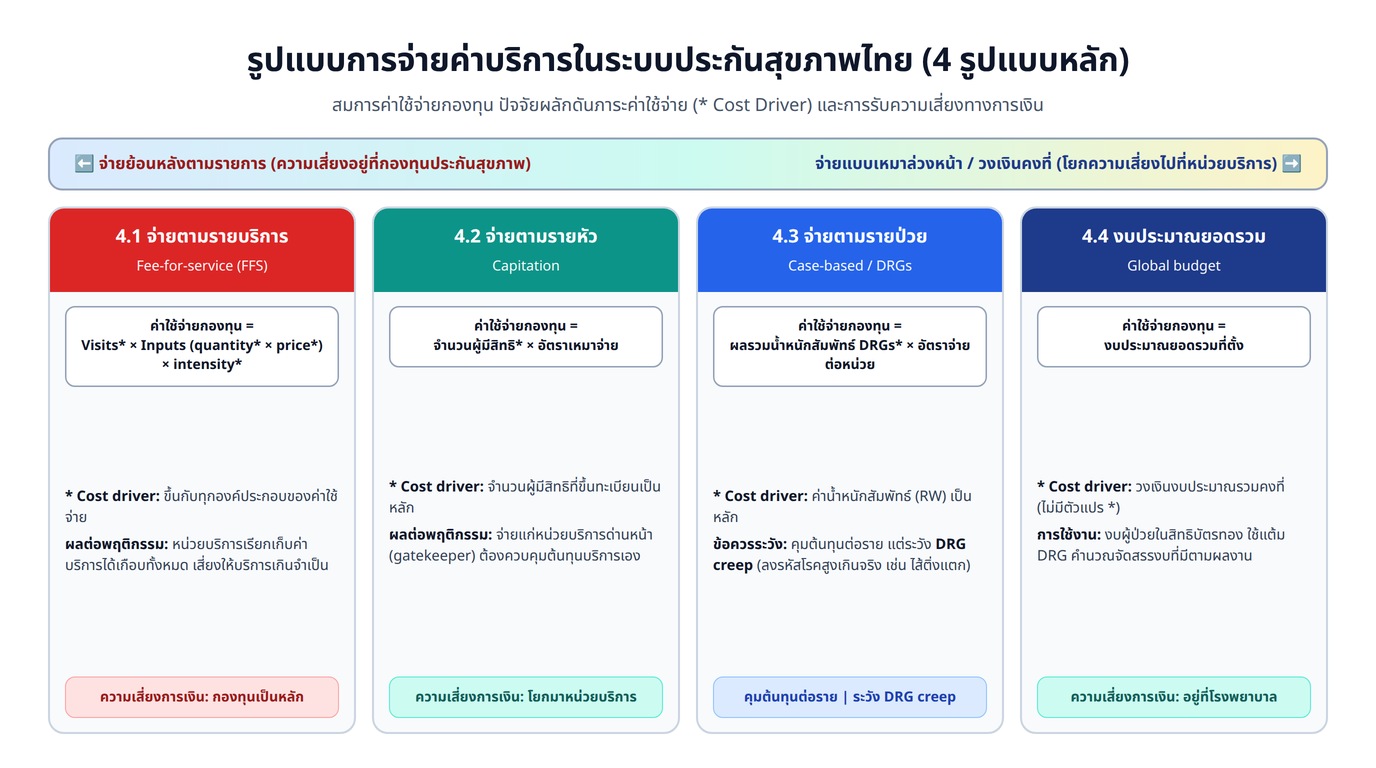 รูปแบบการจ่ายค่าบริการในระบบประกันสุขภาพไทย (4 รูปแบบหลัก)
สมการค่าใช้จ่ายกองทุน ปัจจัยผลักดันภาระค่าใช้จ่าย (* Cost Driver) และการรับความเสี่ยงทางการเงิน
⬅️ จ่ายย้อนหลังตามรายการ (ความเสี่ยงอยู่ที่กองทุนประกันสุขภาพ)
จ่ายแบบเหมาล่วงหน้า / วงเงินคงที่ (โยกความเสี่ยงไปที่หน่วยบริการ) ➡️
4.1 จ่ายตามรายบริการ
Fee-for-service (FFS)
ค่าใช้จ่ายกองทุน =
Visits* × Inputs (quantity* × price*)
× intensity*
* Cost driver: ขึ้นกับทุกองค์ประกอบของค่าใช้
จ่าย
ผลต่อพฤติกรรม: หน่วยบริการเรียกเก็บค่า
บริการได้เกือบทั้งหมด เสี่ยงให้บริการเกินจำเป็น
ความเสี่ยงการเงิน: กองทุนเป็นหลัก
4.2 จ่ายตามรายหัว
Capitation
ค่าใช้จ่ายกองทุน =
จำนวนผู้มีสิทธิ* × อัตราเหมาจ่าย
* Cost driver: จำนวนผู้มีสิทธิที่ขึ้นทะเบียนเป็น
หลัก
ผลต่อพฤติกรรม: จ่ายแก่หน่วยบริการด่านหน้า
(gatekeeper) ต้องควบคุมต้นทุนบริการเอง
ความเสี่ยงการเงิน: โยกมาหน่วยบริการ
4.3 จ่ายตามรายป่วย
Case-based / DRGs
ค่าใช้จ่ายกองทุน =
ผลรวมน้ำหนักสัมพัทธ์ DRGs* × อัตราจ่าย
ต่อหน่วย
* Cost driver: ค่าน้ำหนักสัมพัทธ์ (RW) เป็น
หลัก
ข้อควรระวัง: คุมต้นทุนต่อราย แต่ระวัง DRG
creep (ลงรหัสโรคสูงเกินจริง เช่น ไส้ติ่งแตก)
คุมต้นทุนต่อราย | ระวัง DRG creep
4.4 งบประมาณยอดรวม
Global budget
ค่าใช้จ่ายกองทุน =
งบประมาณยอดรวมที่ตั้ง
* Cost driver: วงเงินงบประมาณรวมคงที่
(ไม่มีตัวแปร *)
การใช้งาน: งบผู้ป่วยในสิทธิบัตรทอง ใช้แต้ม
DRG คำนวณจัดสรรงบที่มีตามผลงาน
ความเสี่ยงการเงิน: อยู่ที่โรงพยาบาล